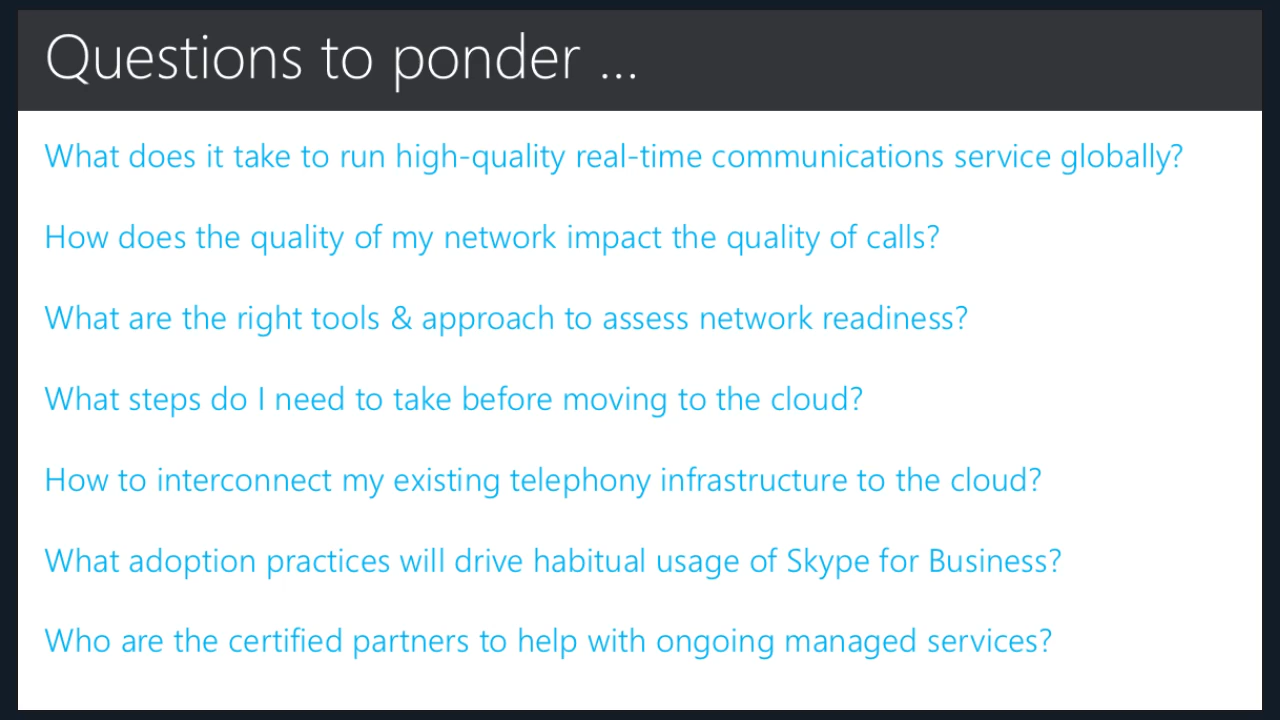 Questions to ponder ...
What does it take to run high-quality real-time communications service globally?
How does the quality of my network impact the quality of calls?
What are the right tools & approach to assess network readiness?
What steps do I need to take before moving to the cloud?
How to interconnect my existing telephony infrastructure to the cloud?
What adoption practices will drive habitual usage of Skype for Business?
Who are the certified partners to help with ongoing managed services?